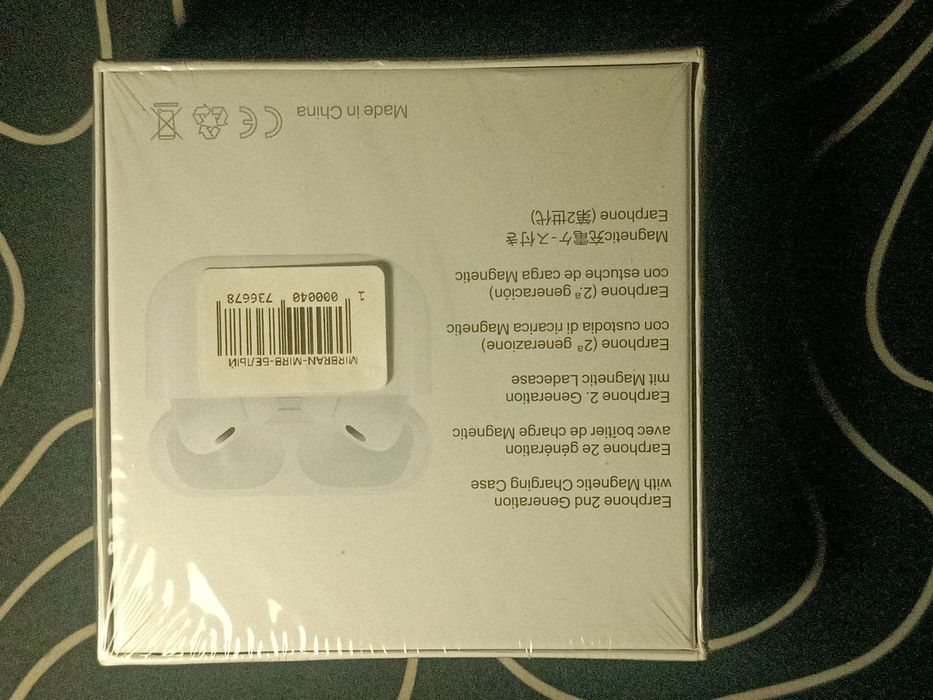 Earphone 2nd Generation
with Magnetic Charging Case
Earphone 2e génération
avec boîtier de charge Magnetic
Earphone 2. Generation
mit Magnetic Ladecase
Earphone (2ª generazione)
con custodia di ricarica Magnetic
Earphone (2.ª generación)
con estuche de carga Magnetic
Magnetic充電ケ-ス付き
Earphone (第2世代)
MIRBRAN-MIRB-БЕЛЫЙ
1 000040 736678
Made in China